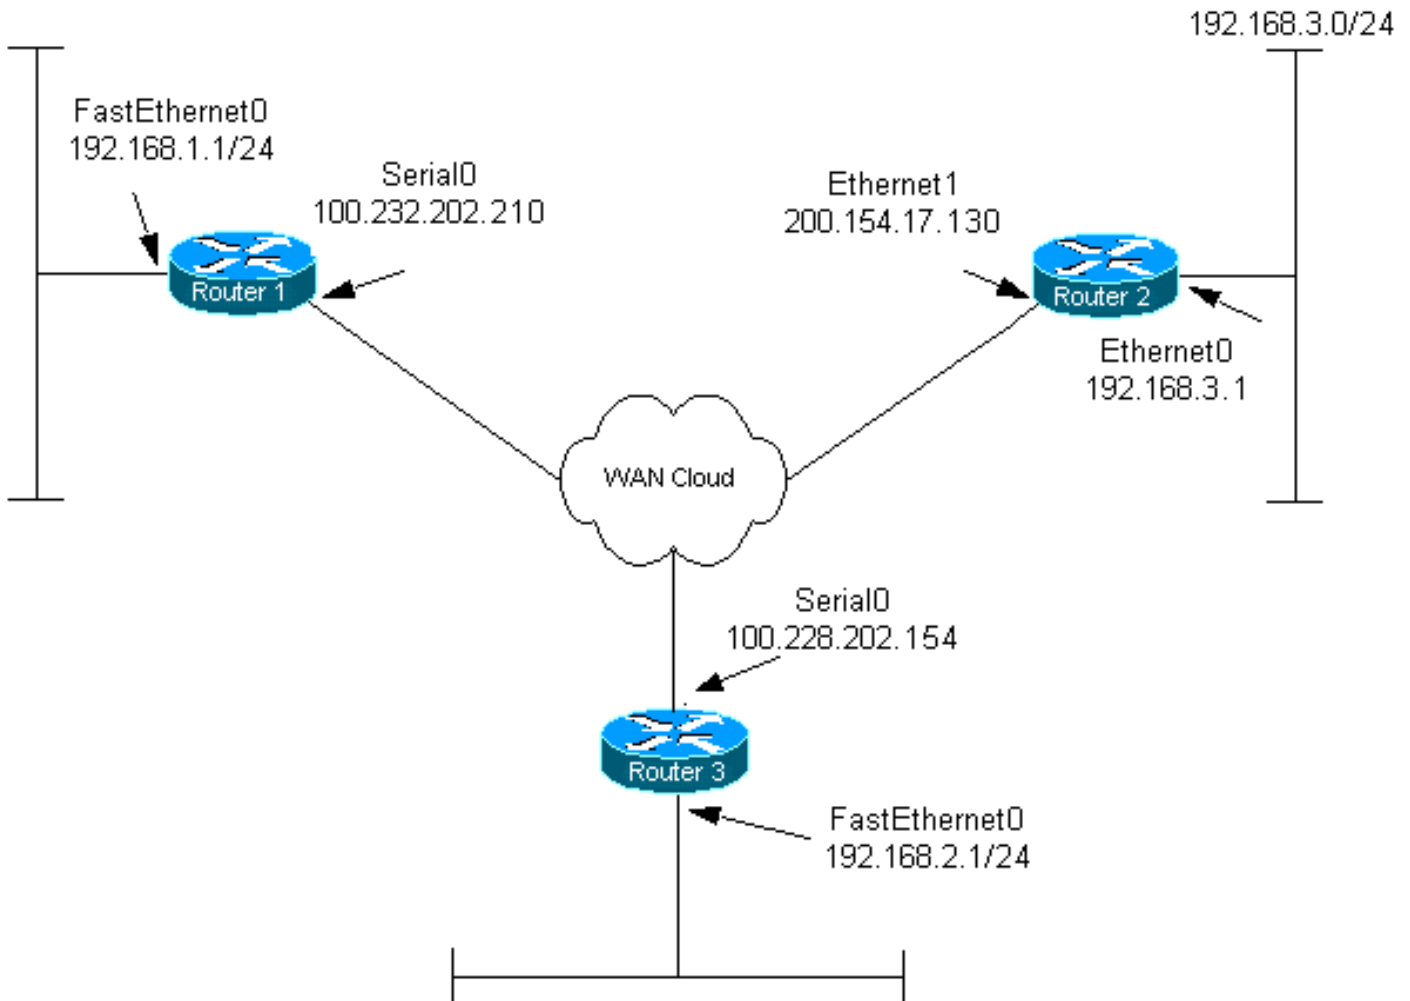 192.168.3.0/24
FastEthernet0
192.168.1.1/24
Serial0
100.232.202.210
Ethernet1
200.154.17.130
Router 1
Router 2
Ethernet0
192.168.3.1
WAN Cloud
Serial0
100.228.202.154
Router 3
FastEthernet0
192.168.2.1/24